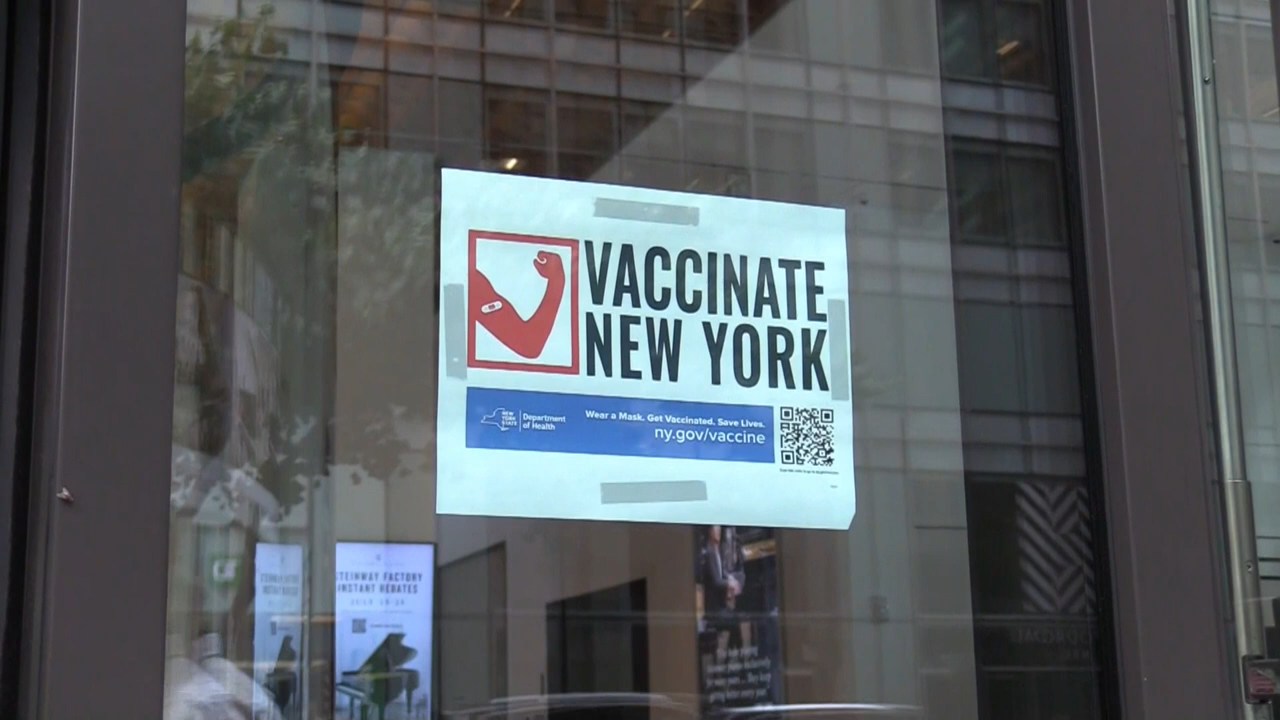 VACCINATE
NEW YORK
NEW
YORK
STATE
Department
of Health
Wear a Mask. Get Vaccinated. Save Lives.
ny.gov/vaccine
STEINWAY FACTORY
INSTANT REBATES